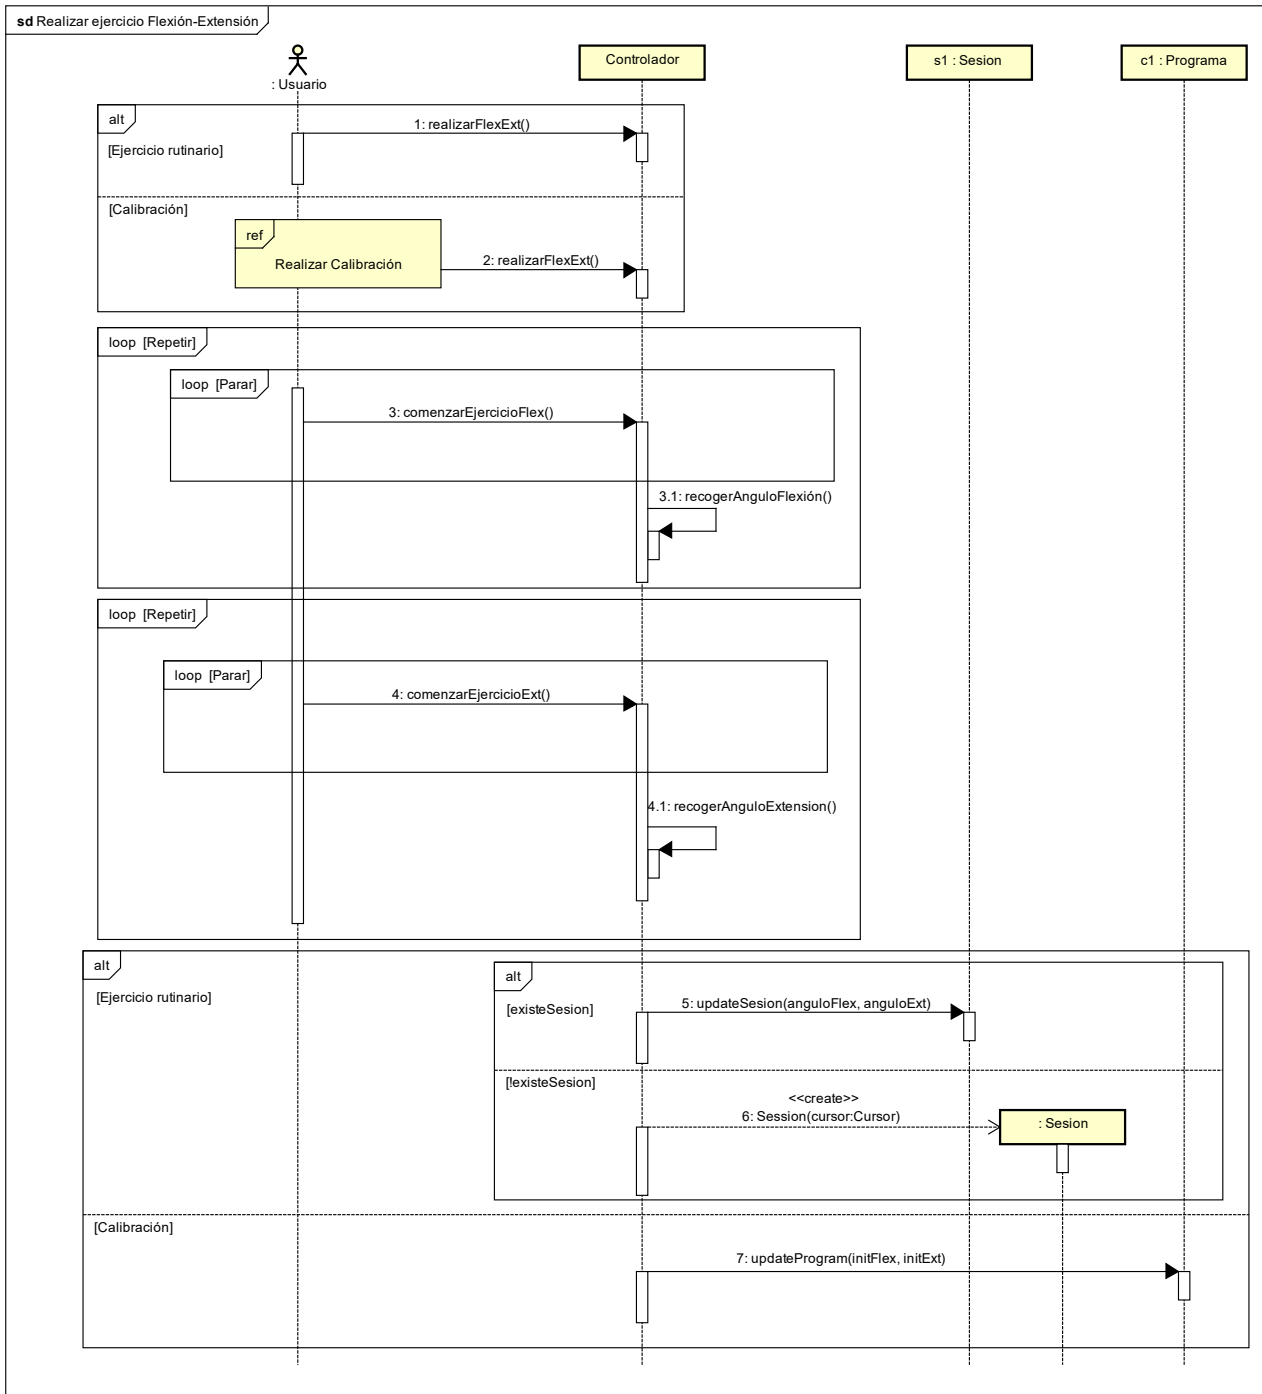 sd Realizar ejercicio Flexión-Extensión
: Usuario
Controlador
s1 : Sesion
c1 : Programa
alt
1: realizarFlexExt()
[Ejercicio rutinario]
[Calibración]
ref
Realizar Calibración
2: realizarFlexExt()
loop [Repetir]
loop [Parar]
3: comenzarEjercicioFlex()
3.1: recogerAnguloFlexión()
loop [Repetir]
loop [Parar]
4: comenzarEjercicioExt()
4.1: recogerAnguloExtension()
alt
[Ejercicio rutinario]
alt
[existeSesion]
5: updateSesion(anguloFlex, anguloExt)
[!existeSesion]
<<create>>
6: Session(cursor:Cursor)
: Sesion
[Calibración]
7: updateProgram(initFlex, initExt)